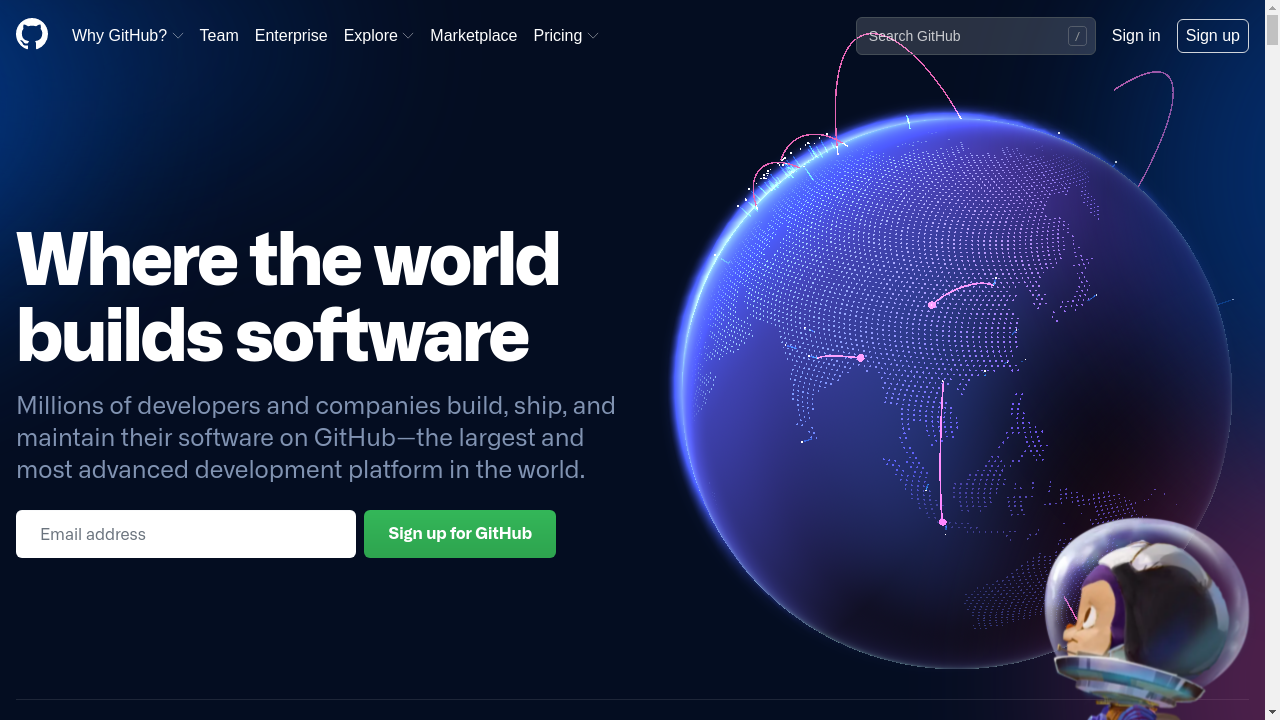 Why GitHub?
Team
Enterprise
Explore
Marketplace
Pricing
Search GitHub
/
Sign in
Sign up
Where the world
builds software
Millions of developers and companies build, ship, and
maintain their software on GitHub—the largest and
most advanced development platform in the world.
Email address
Sign up for GitHub